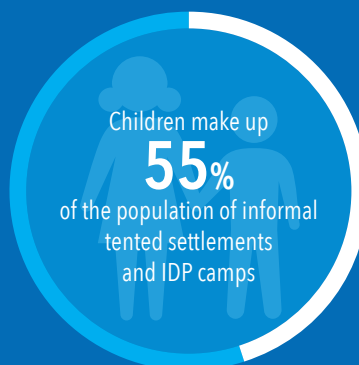 Children make up
55%
of the population of informal
tented settlements
and IDP camps